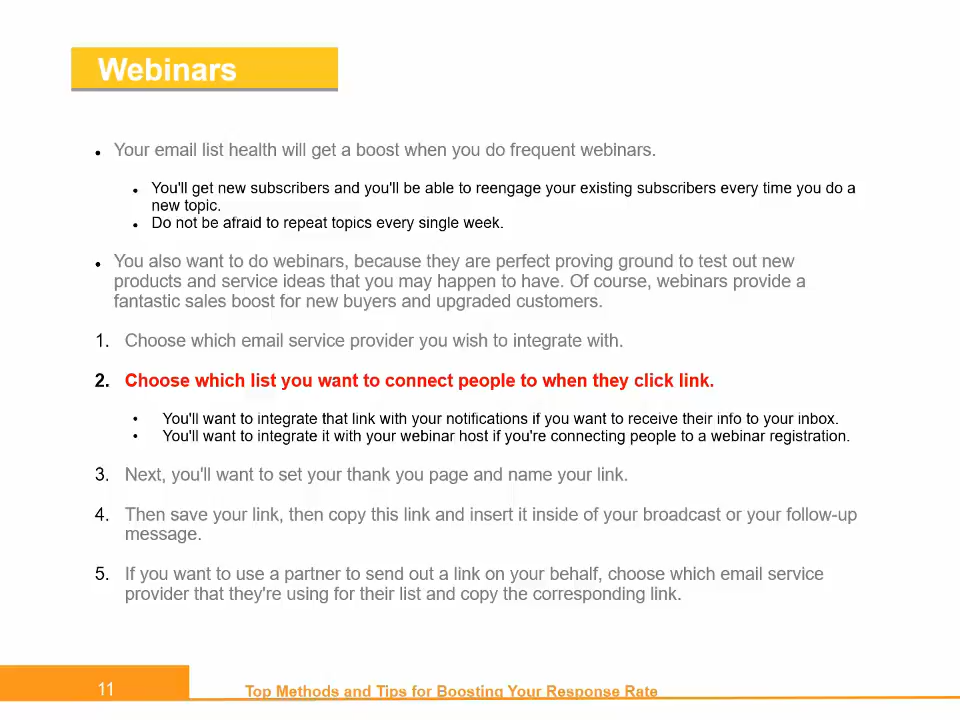 Webinars
• Your email list health will get a boost when you do frequent webinars.
• You'll get new subscribers and you'll be able to reengage your existing subscribers every time you do a
new topic.
• Do not be afraid to repeat topics every single week.
• You also want to do webinars, because they are perfect proving ground to test out new
products and service ideas that you may happen to have. Of course, webinars provide a
fantastic sales boost for new buyers and upgraded customers.
1. Choose which email service provider you wish to integrate with.
2. Choose which list you want to connect people to when they click link.
• You'll want to integrate that link with your notifications if you want to receive their info to your inbox.
• You'll want to integrate it with your webinar host if you're connecting people to a webinar registration.
3. Next, you'll want to set your thank you page and name your link.
4. Then save your link, then copy this link and insert it inside of your broadcast or your follow-up
message.
5. If you want to use a partner to send out a link on your behalf, choose which email service
provider that they're using for their list and copy the corresponding link.
11
Top Methods and Tips for Boosting Your Response Rate